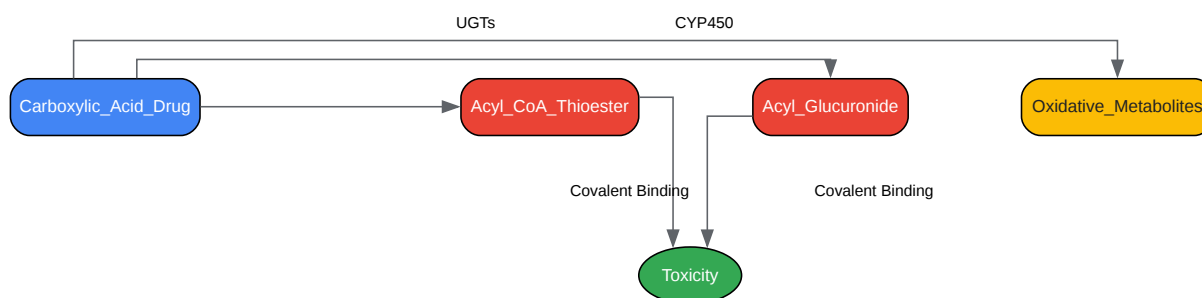 UGTs
CYP450
Carboxylic_Acid_Drug
Acyl_CoA_Thioester
Acyl_Glucuronide
Oxidative_Metabolites
Covalent Binding
Covalent Binding
Toxicity